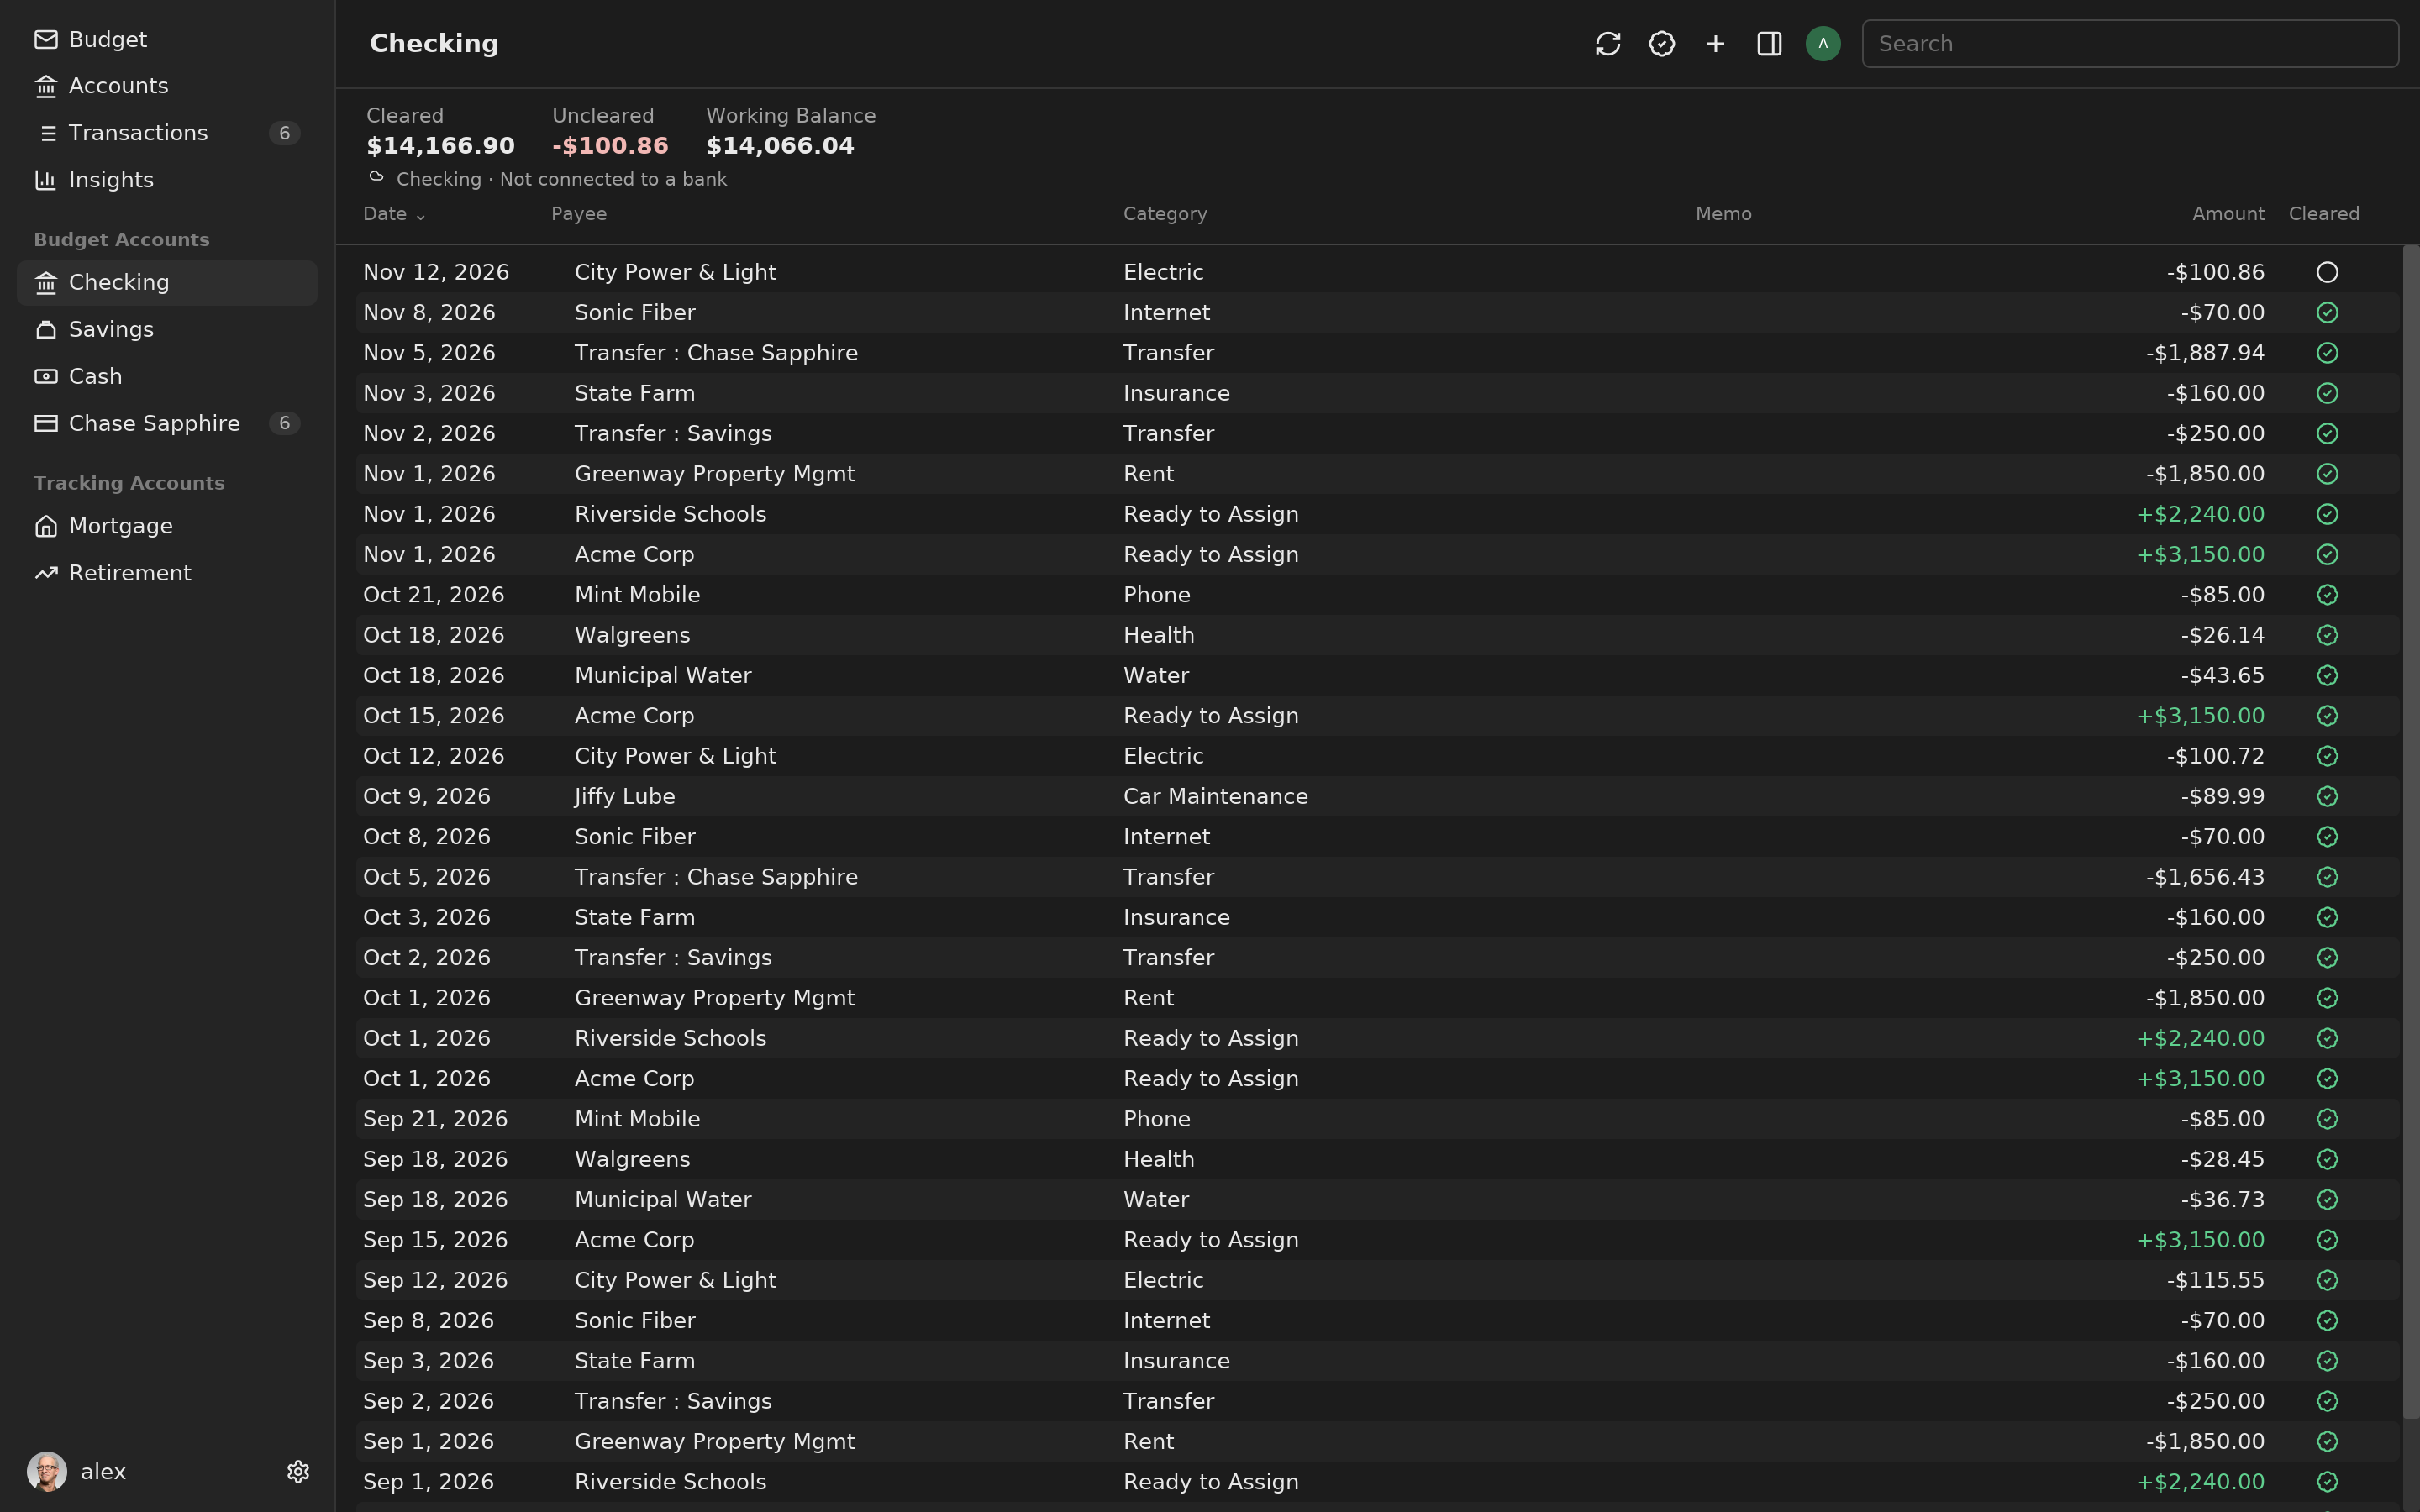 Budget
Accounts
Transactions 6
Insights
Budget Accounts
Checking
Savings
Cash
Chase Sapphire 6
Tracking Accounts
Mortgage
Retirement
alex
Checking
A
Search
Cleared Uncleared Working Balance
$14,166.90 -$100.86 $14,066.04
Checking · Not connected to a bank
Date Payee Category Memo Amount Cleared
Nov 12, 2026 City Power & Light Electric -$100.86
Nov 8, 2026 Sonic Fiber Internet -$70.00
Nov 5, 2026 Transfer : Chase Sapphire Transfer -$1,887.94
Nov 3, 2026 State Farm Insurance -$160.00
Nov 2, 2026 Transfer : Savings Transfer -$250.00
Nov 1, 2026 Greenway Property Mgmt Rent -$1,850.00
Nov 1, 2026 Riverside Schools Ready to Assign +$2,240.00
Nov 1, 2026 Acme Corp Ready to Assign +$3,150.00
Oct 21, 2026 Mint Mobile Phone -$85.00
Oct 18, 2026 Walgreens Health -$26.14
Oct 18, 2026 Municipal Water Water -$43.65
Oct 15, 2026 Acme Corp Ready to Assign +$3,150.00
Oct 12, 2026 City Power & Light Electric -$100.72
Oct 9, 2026 Jiffy Lube Car Maintenance -$89.99
Oct 8, 2026 Sonic Fiber Internet -$70.00
Oct 5, 2026 Transfer : Chase Sapphire Transfer -$1,656.43
Oct 3, 2026 State Farm Insurance -$160.00
Oct 2, 2026 Transfer : Savings Transfer -$250.00
Oct 1, 2026 Greenway Property Mgmt Rent -$1,850.00
Oct 1, 2026 Riverside Schools Ready to Assign +$2,240.00
Oct 1, 2026 Acme Corp Ready to Assign +$3,150.00
Sep 21, 2026 Mint Mobile Phone -$85.00
Sep 18, 2026 Walgreens Health -$28.45
Sep 18, 2026 Municipal Water Water -$36.73
Sep 15, 2026 Acme Corp Ready to Assign +$3,150.00
Sep 12, 2026 City Power & Light Electric -$115.55
Sep 8, 2026 Sonic Fiber Internet -$70.00
Sep 3, 2026 State Farm Insurance -$160.00
Sep 2, 2026 Transfer : Savings Transfer -$250.00
Sep 1, 2026 Greenway Property Mgmt Rent -$1,850.00
Sep 1, 2026 Riverside Schools Ready to Assign +$2,240.00